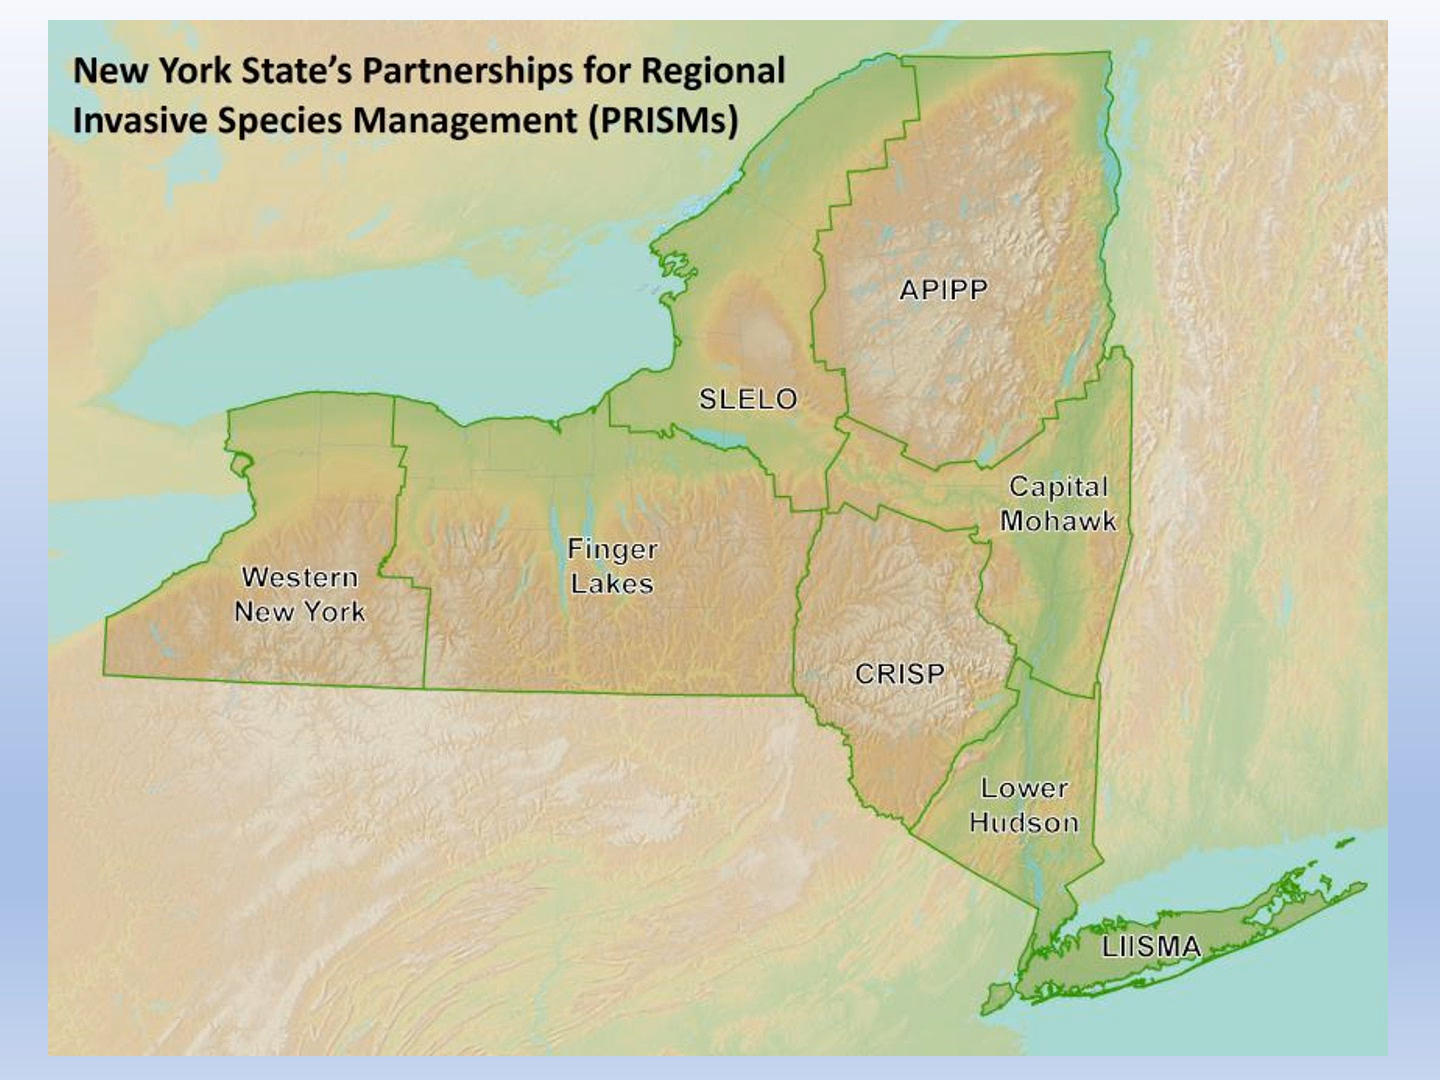 New York State’s Partnerships for Regional
Invasive Species Management (PRISMs)
APIPP
SLELO
Capital
Mohawk
Finger
Lakes
Western
New York
CRISP
Lower
Hudson
LIISMA